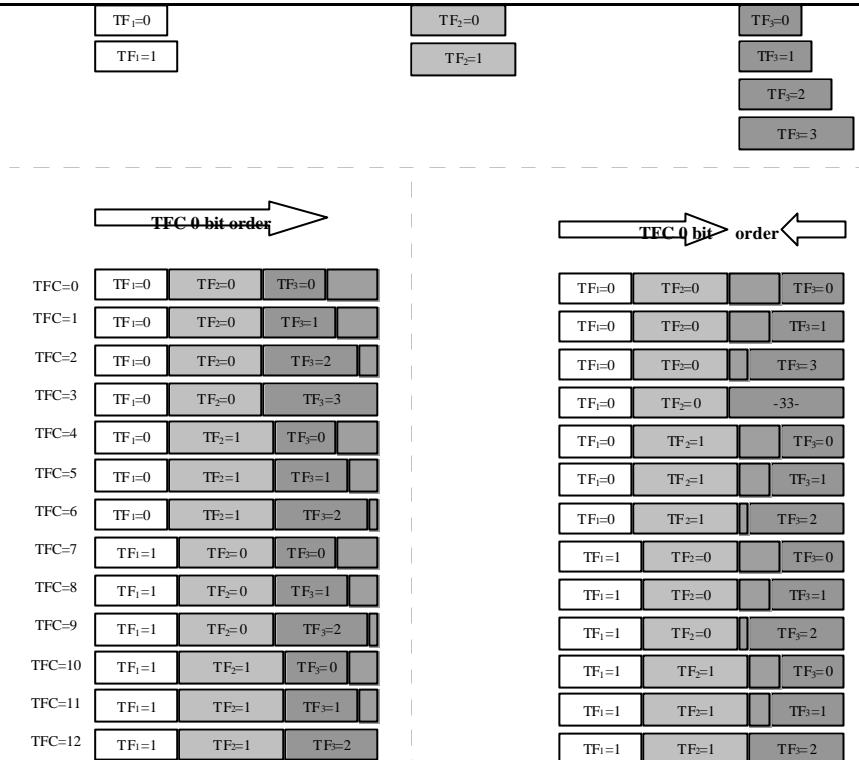 TF₁=0 TF₂=0 TF₃=0
TF₁=1 TF₂=1 TF₃=1
TF₃=2
TF₃=3
TFC 0 bit order
TFC 0 bit order
TFC=0 TF₁=0 TF₂=0 TF₃=0 TF₁=0 TF₂=0 TF₃=0
TFC=1 TF₁=0 TF₂=0 TF₃=1 TF₁=0 TF₂=0 TF₃=1
TFC=2 TF₁=0 TF₂=0 TF₃=2 TF₁=0 TF₂=0 TF₃=3
TFC=3 TF₁=0 TF₂=0 TF₃=3 TF₁=0 TF₂=0 -33-
TFC=4 TF₁=0 TF₂=1 TF₃=0 TF₁=0 TF₂=1 TF₃=0
TFC=5 TF₁=0 TF₂=1 TF₃=1 TF₁=0 TF₂=1 TF₃=1
TFC=6 TF₁=0 TF₂=1 TF₃=2 TF₁=0 TF₂=1 TF₃=2
TFC=7 TF₁=1 TF₂=0 TF₃=0 TF₁=1 TF₂=0 TF₃=0
TFC=8 TF₁=1 TF₂=0 TF₃=1 TF₁=1 TF₂=0 TF₃=1
TFC=9 TF₁=1 TF₂=0 TF₃=2 TF₁=1 TF₂=0 TF₃=2
TFC=10 TF₁=1 TF₂=1 TF₃=0 TF₁=1 TF₂=1 TF₃=0
TFC=11 TF₁=1 TF₂=1 TF₃=1 TF₁=1 TF₂=1 TF₃=1
TFC=12 TF₁=1 TF₂=1 TF₃=2 TF₁=1 TF₂=1 TF₃=2